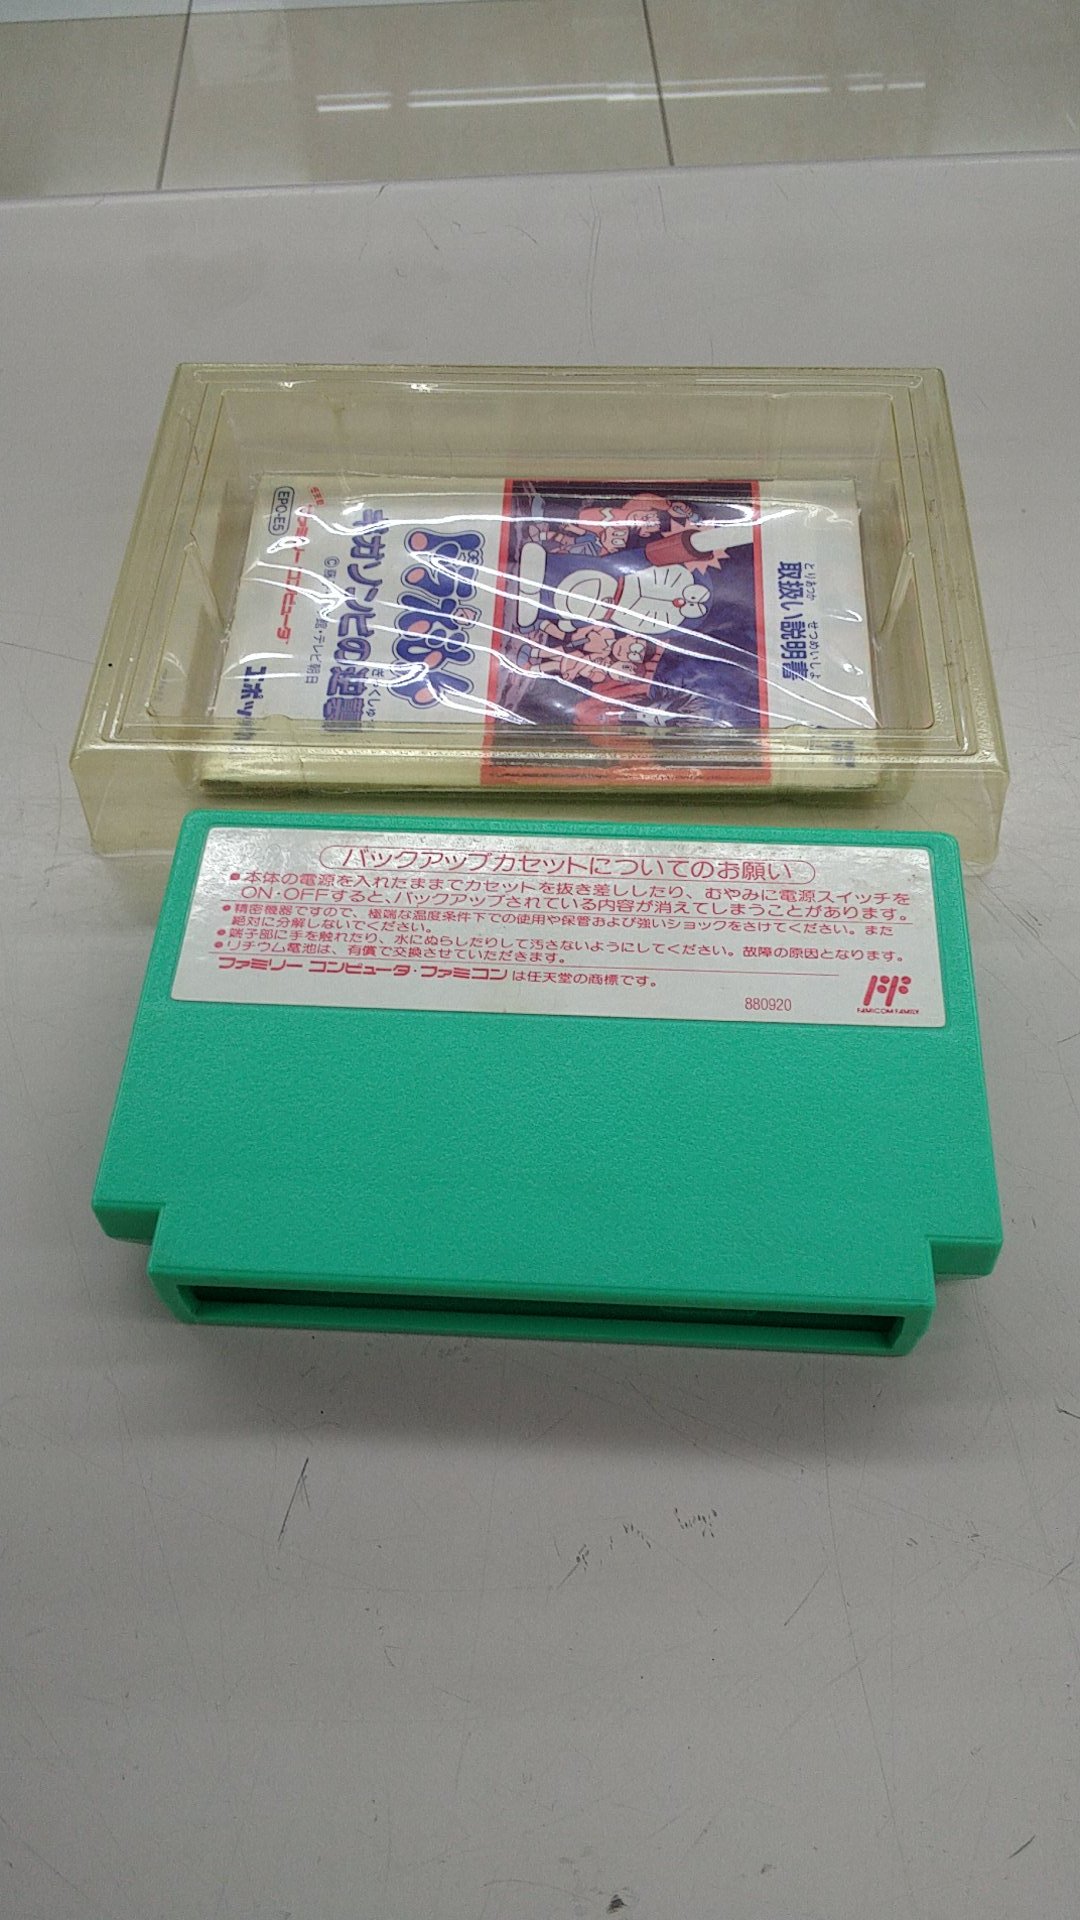 取扱い説明書
とりあつか せつめいしょ
ドラえもん
ギガゾンビの逆襲
ぎゃくしゅう
・テレビ朝日
ファミリーコンピュータ
EPO-E5
バックアップカセットについてのお願い
●本体の電源を入れたままでカセットを抜き差ししたり、むやみに電源スイッチを
ON・OFFすると、バックアップされている内容が消えてしまうことがあります。
●精密機器ですので、極端な温度条件下での使用や保管および強いショックをさけてください。また
絶対に分解しないでください。
●端子部に手を触れたり、水にぬらしたりして汚さないようにしてください。故障の原因となります。
●リチウム電池は、有償で交換させていただきます。
ファミリー コンピュータ・ファミコンは任天堂の商標です。
880920
FAMICOM FAMILY